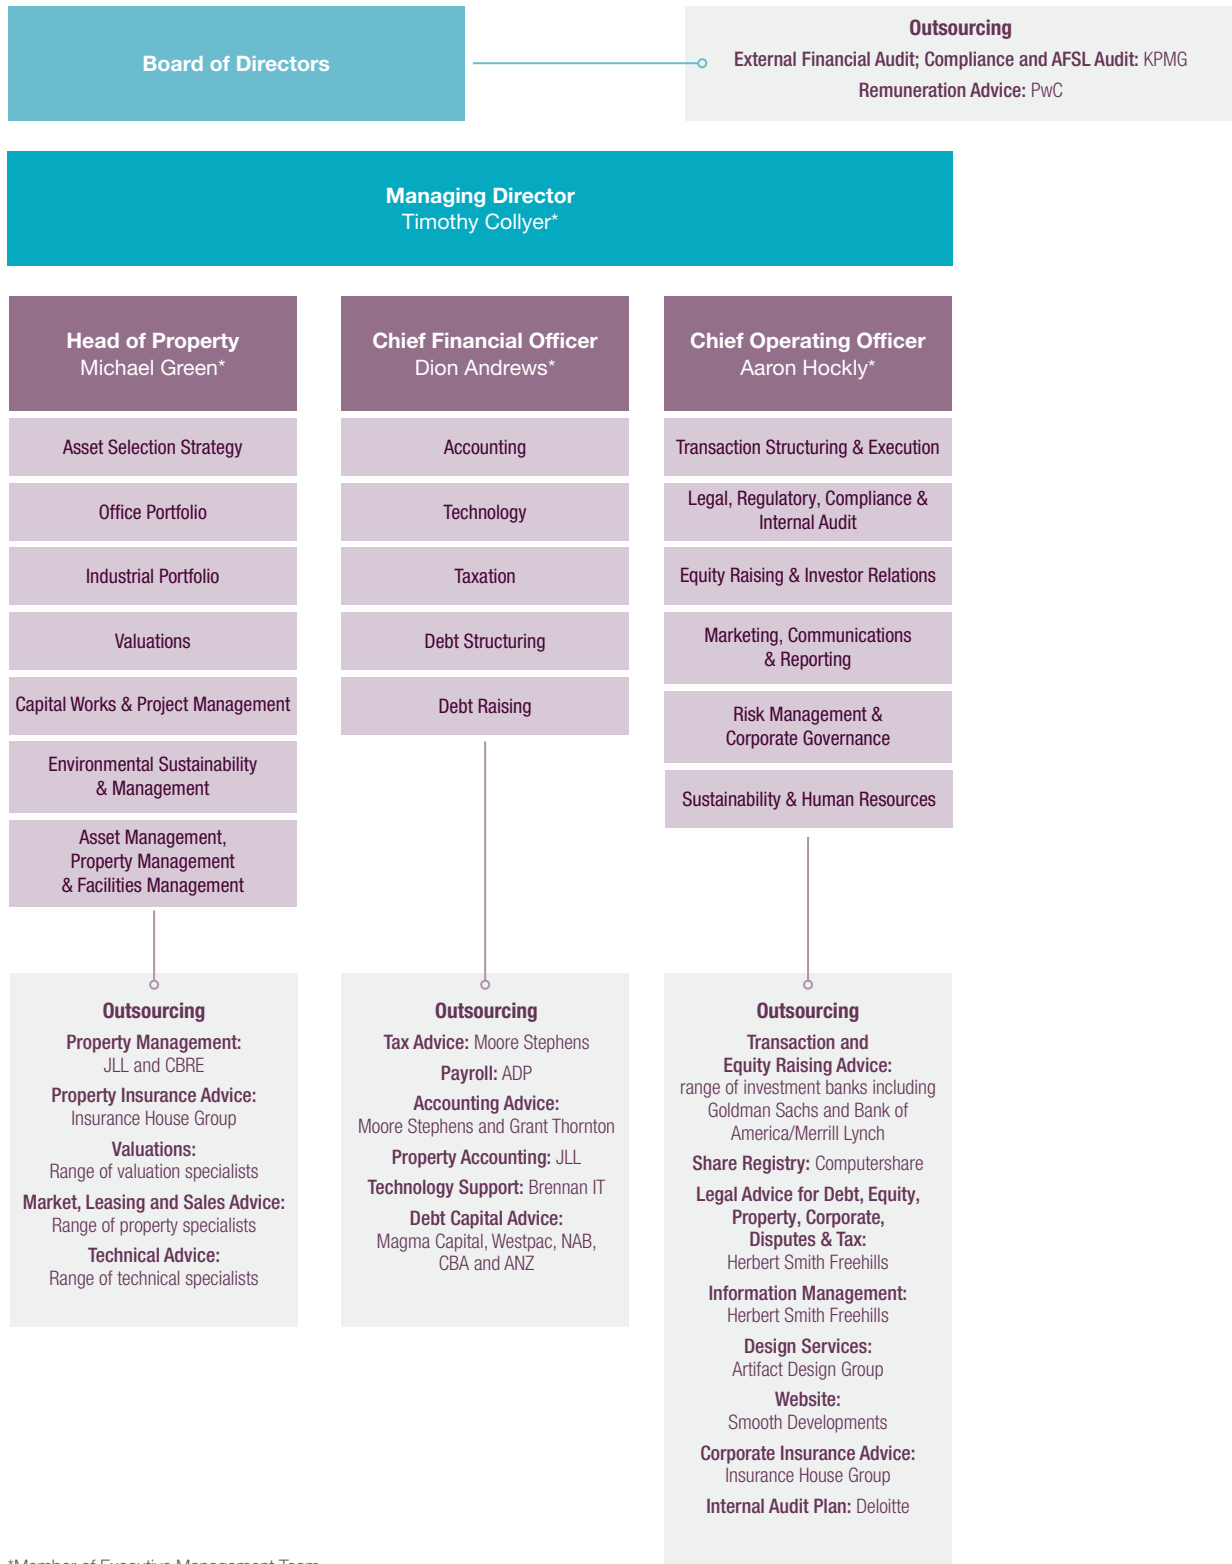 Board of Directors
Outsourcing
External Financial Audit; Compliance and AFSL Audit: KPMG
Remuneration Advice: PwC
Managing Director
Timothy Collyer*
Head of Property
Michael Green*
Asset Selection Strategy
Office Portfolio
Industrial Portfolio
Valuations
Capital Works & Project Management
Environmental Sustainability
& Management
Asset Management,
Property Management
& Facilities Management
Outsourcing
Property Management:
JLL and CBRE
Property Insurance Advice:
Insurance House Group
Valuations:
Range of valuation specialists
Market, Leasing and Sales Advice:
Range of property specialists
Technical Advice:
Range of technical specialists
Chief Financial Officer
Dion Andrews*
Accounting
Technology
Taxation
Debt Structuring
Debt Raising
Outsourcing
Tax Advice: Moore Stephens
Payroll: ADP
Accounting Advice:
Moore Stephens and Grant Thornton
Property Accounting: JLL
Technology Support: Brennan IT
Debt Capital Advice:
Magma Capital, Westpac, NAB,
CBA and ANZ
Chief Operating Officer
Aaron Hockly*
Transaction Structuring & Execution
Legal, Regulatory, Compliance &
Internal Audit
Equity Raising & Investor Relations
Marketing, Communications
& Reporting
Risk Management &
Corporate Governance
Sustainability & Human Resources
Outsourcing
Transaction and
Equity Raising Advice:
range of investment banks including
Goldman Sachs and Bank of
America/Merrill Lynch
Share Registry: Computershare
Legal Advice for Debt, Equity,
Property, Corporate,
Disputes & Tax:
Herbert Smith Freehills
Information Management:
Herbert Smith Freehills
Design Services:
Artifact Design Group
Website:
Smooth Developments
Corporate Insurance Advice:
Insurance House Group
Internal Audit Plan: Deloitte
*Member of Executive Management Team